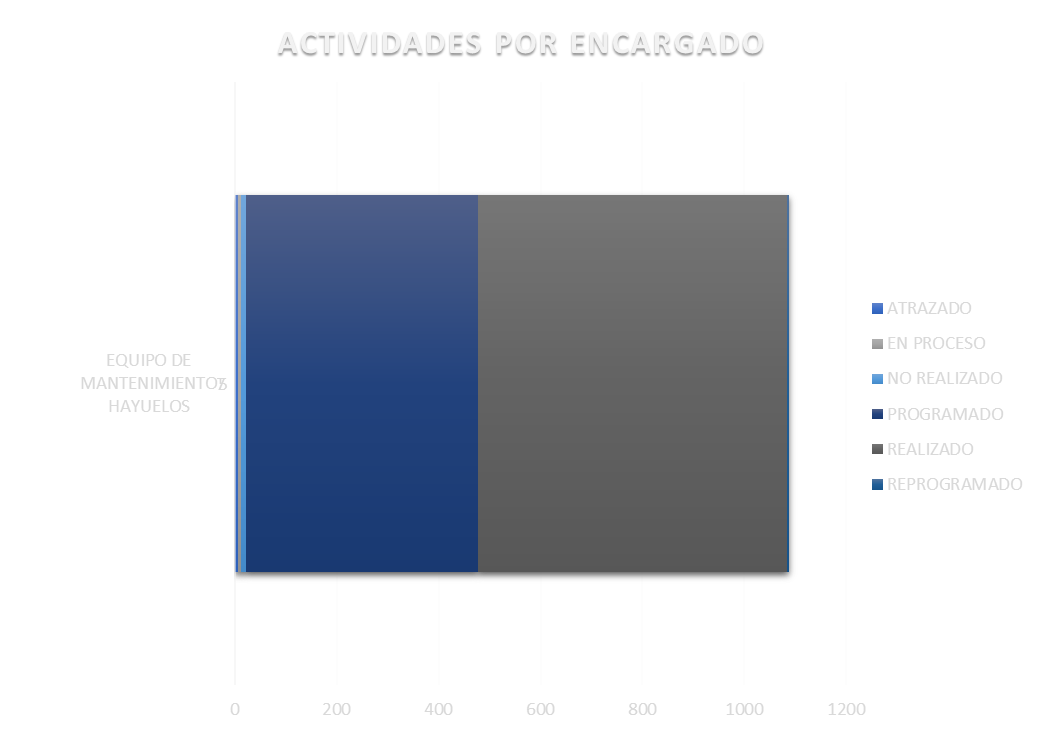 ACTIVIDADES POR ENCARGADO
EQUIPO DE
MANTENIMIENTOS
HAYUELOS
ATRAZADO
EN PROCESO
NO REALIZADO
PROGRAMADO
REALIZADO
REPROGRAMADO
0 200 400 600 800 1000 1200